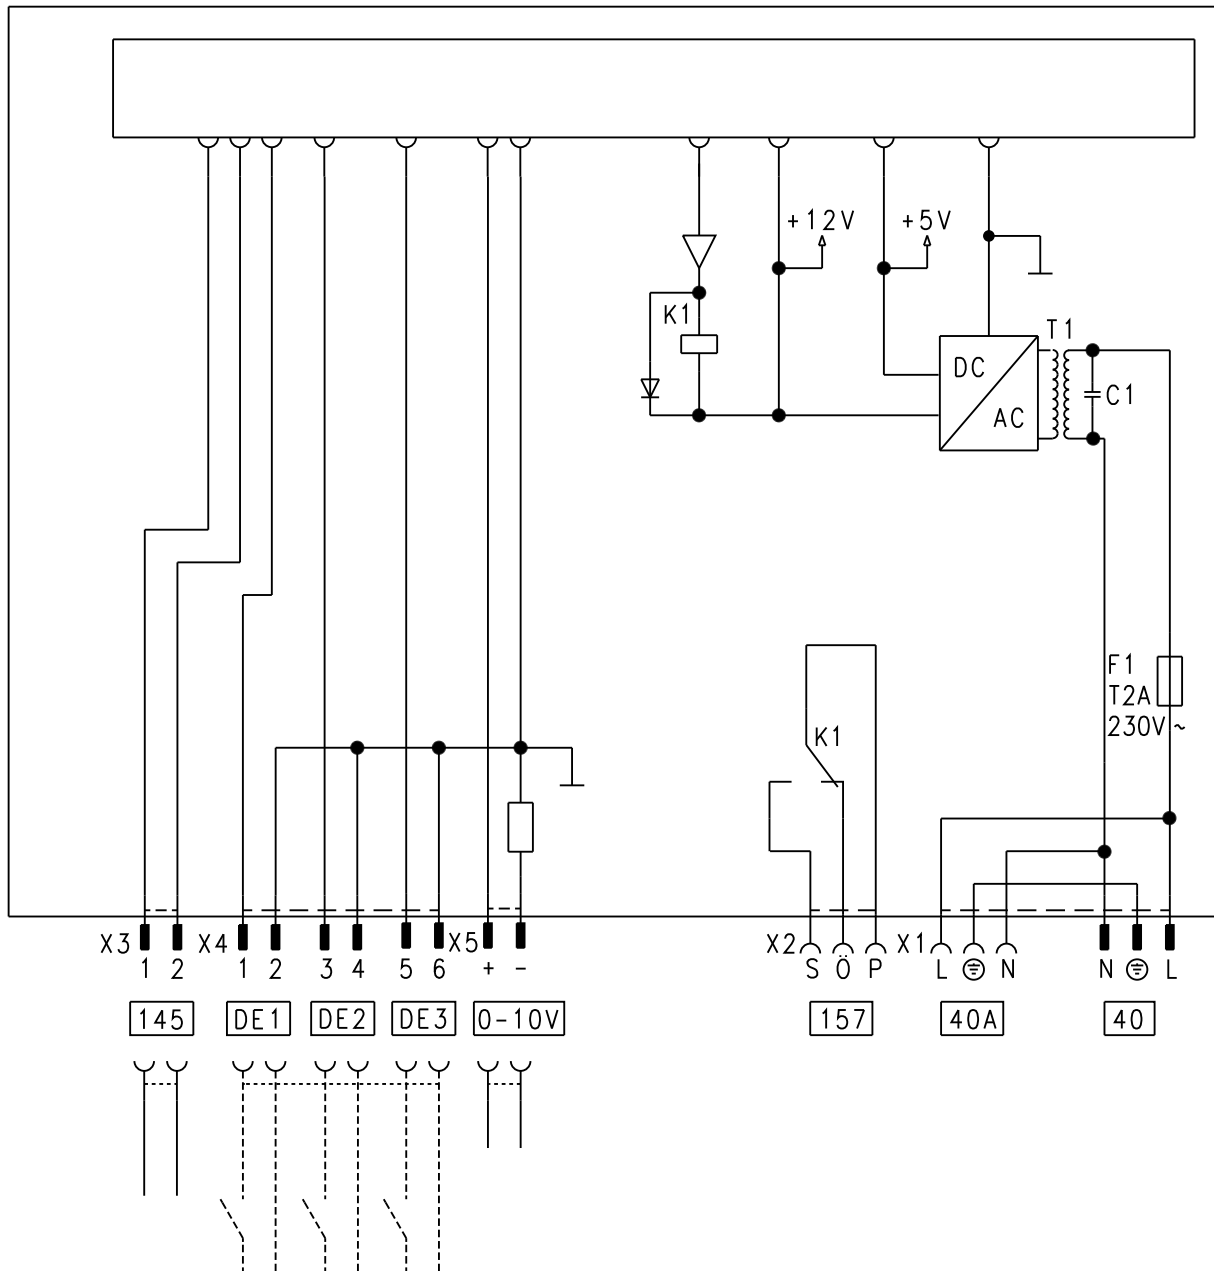 +12V
+5V
K1
T1
DC
C1
AC
F1
T2A
230V~
K1
X3
X4
X5
X2
X1
1 2 1 2 3 4 5 6 + - S Ö P L N N L
145 DE1 DE2 DE3 0-10V 157 40A 40